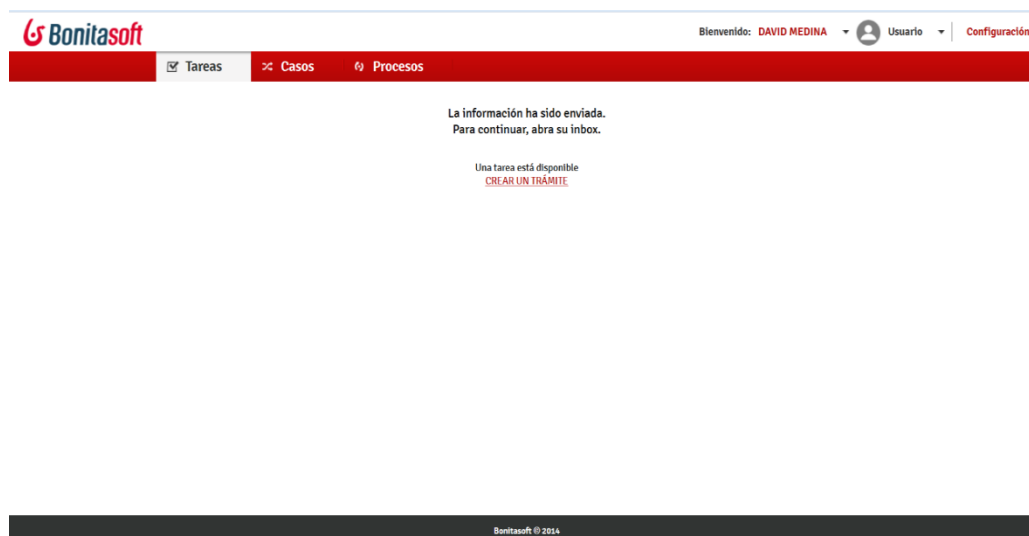 Bonitasoft
Bienvenido: DAVID MEDINA Usuario Configuración
Tareas Casos Procesos
La información ha sido enviada.
Para continuar, abra su inbox.
Una tarea está disponible
CREAR UN TRÁMITE
Bonitasoft © 2014